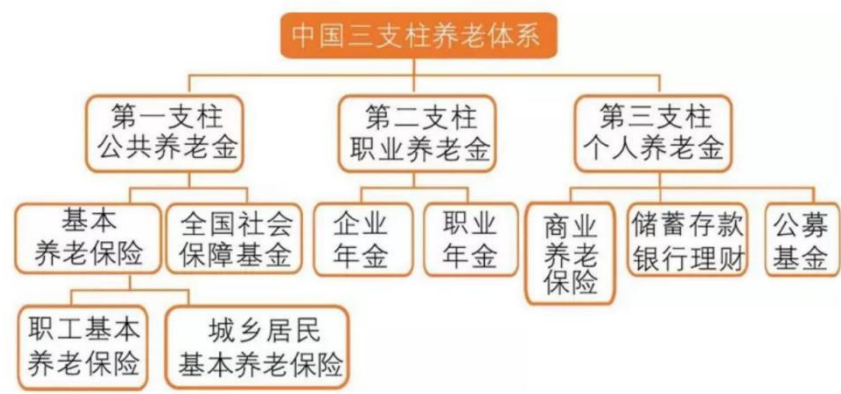 中国三支柱养老体系
第一支柱
公共养老金
第二支柱
职业养老金
第三支柱
个人养老金
基本
养老保险
全国社会
保障基金
企业
年金
职业
年金
商业
养老
保险
储蓄存款
银行理财
公募
基金
职工基本
养老保险
城乡居民
基本养老保险